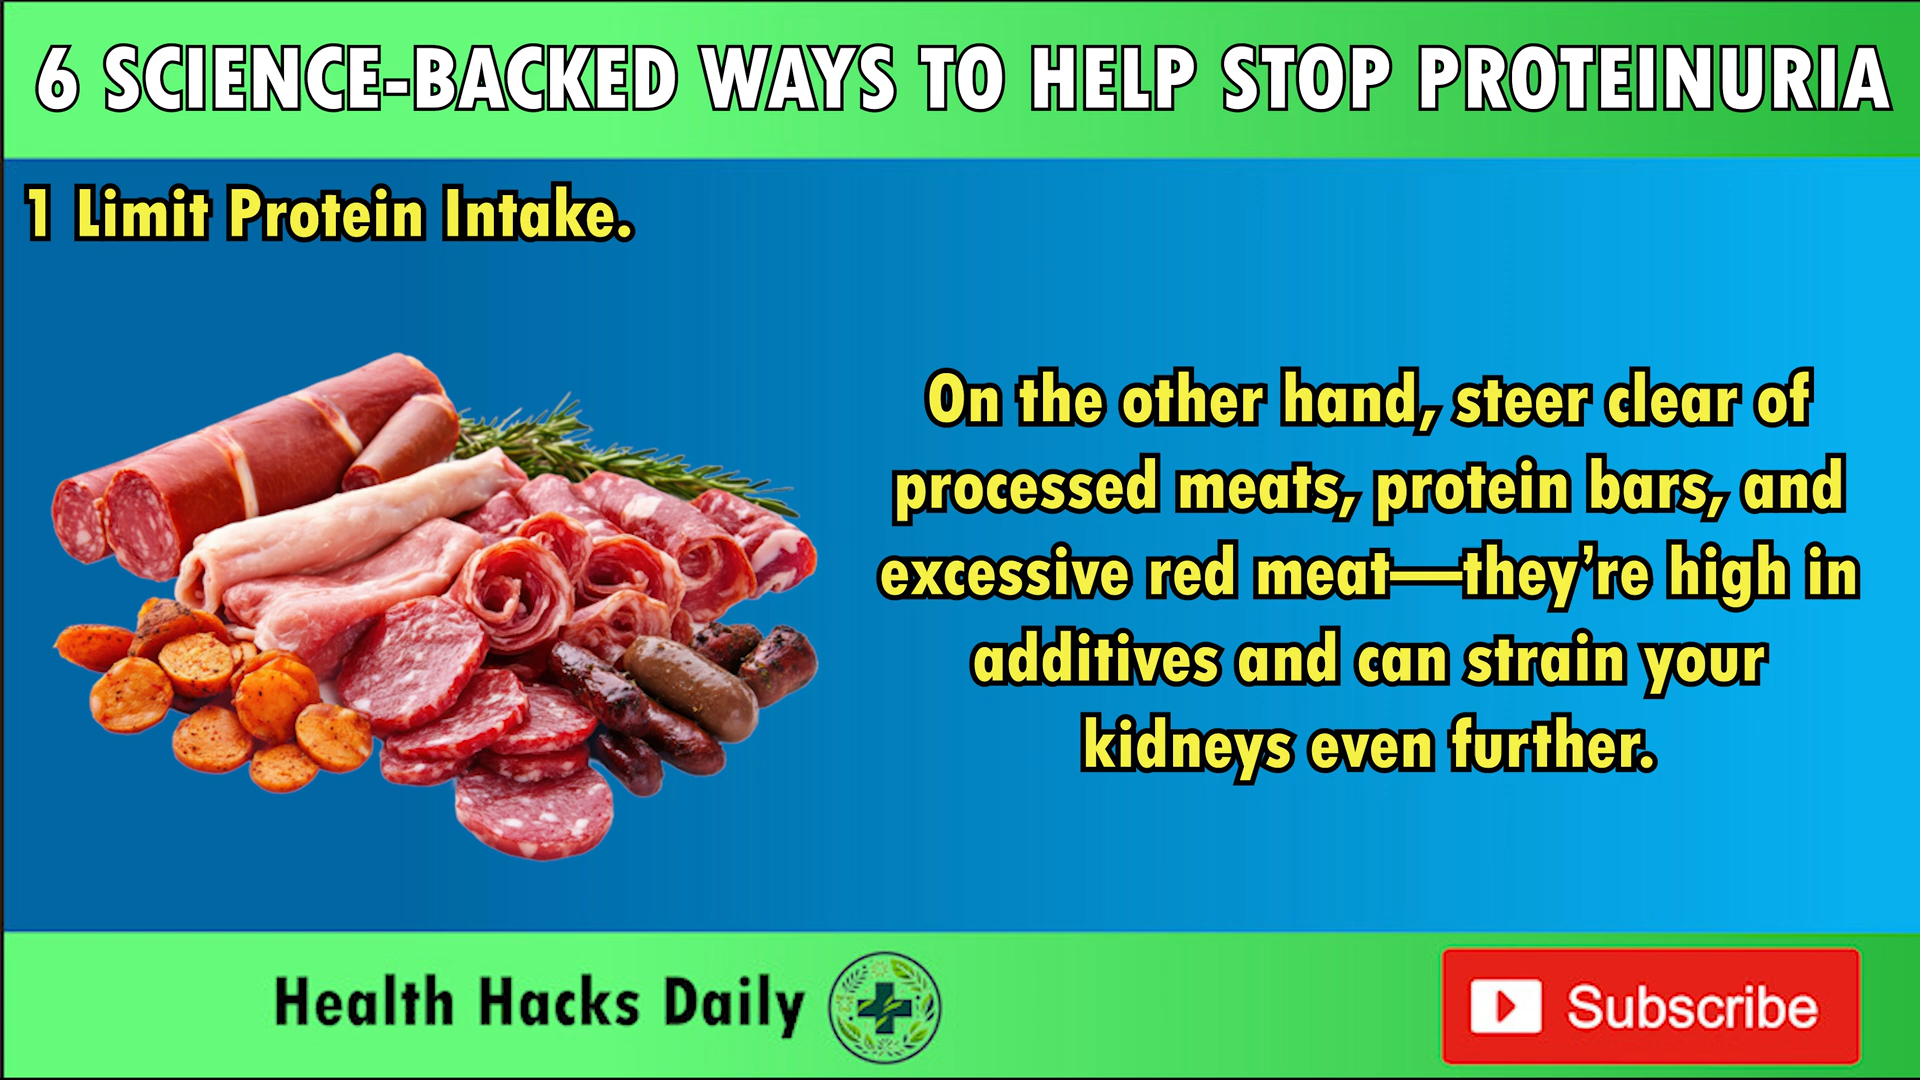 6 SCIENCE-BACKED WAYS TO HELP STOP PROTEINURIA
1 Limit Protein Intake.
On the other hand, steer clear of
processed meats, protein bars, and
excessive red meat—they’re high in
additives and can strain your
kidneys even further.
Health Hacks Daily
Subscribe